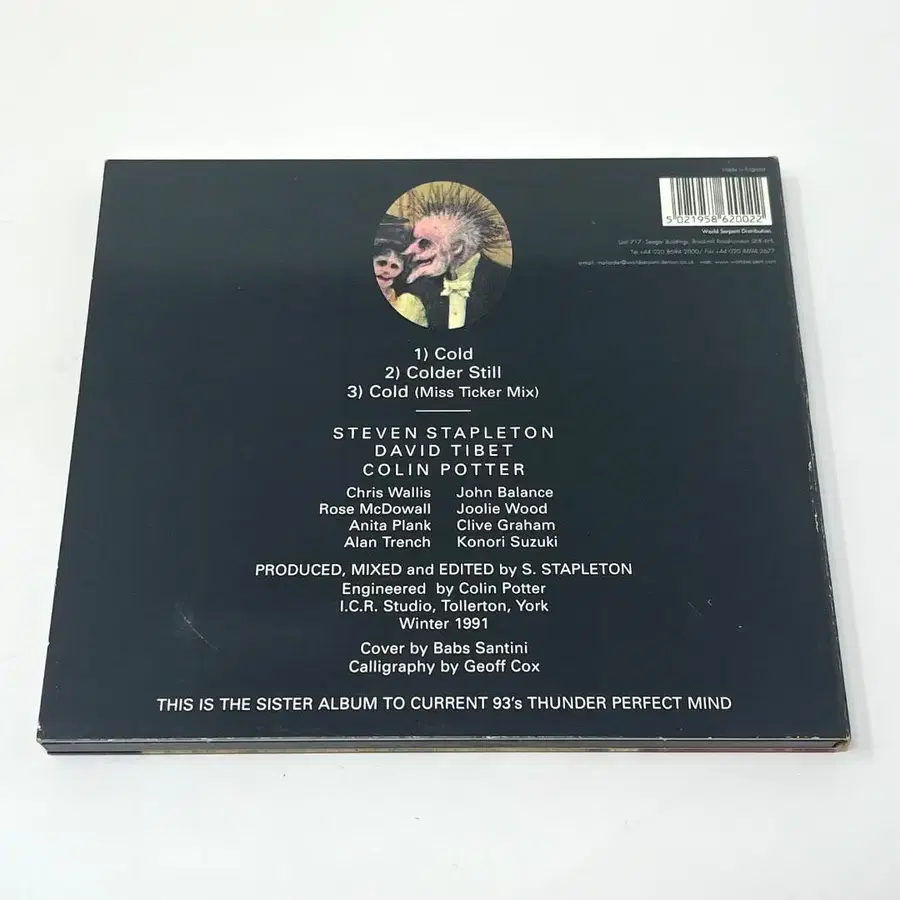 Made in England
5 021958 620022
World Serpent Distribution.
1) Cold
2) Colder Still
3) Cold (Miss Ticker Mix)
STEVEN STAPLETON
DAVID TIBET
COLIN POTTER
Chris Wallis John Balance
Rose McDowall Joolie Wood
Anita Plank Clive Graham
Alan Trench Konori Suzuki
PRODUCED, MIXED and EDITED by S. STAPLETON
Engineered by Colin Potter
I.C.R. Studio, Tollerton, York
Winter 1991
Cover by Babs Santini
Calligraphy by Geoff Cox
THIS IS THE SISTER ALBUM TO CURRENT 93's THUNDER PERFECT MIND